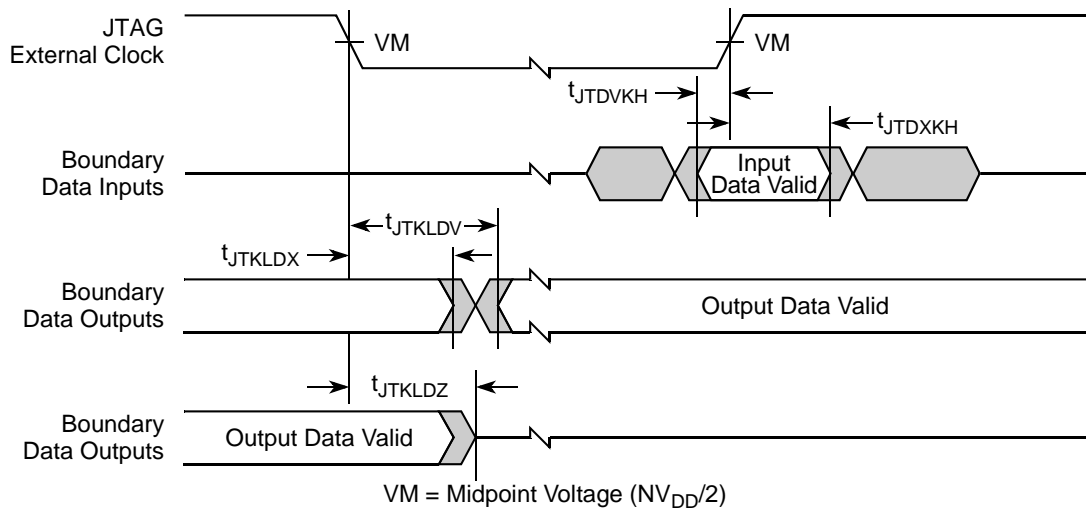 JTAG
External Clock
VM
VM
tJTDVKH
tJTDXKH
Boundary
Data Inputs
Input
Data Valid
tJTKLDV
tJTKLDX
Boundary
Data Outputs
Output Data Valid
tJTKLDZ
Boundary
Data Outputs
Output Data Valid
VM = Midpoint Voltage (NVDD/2)